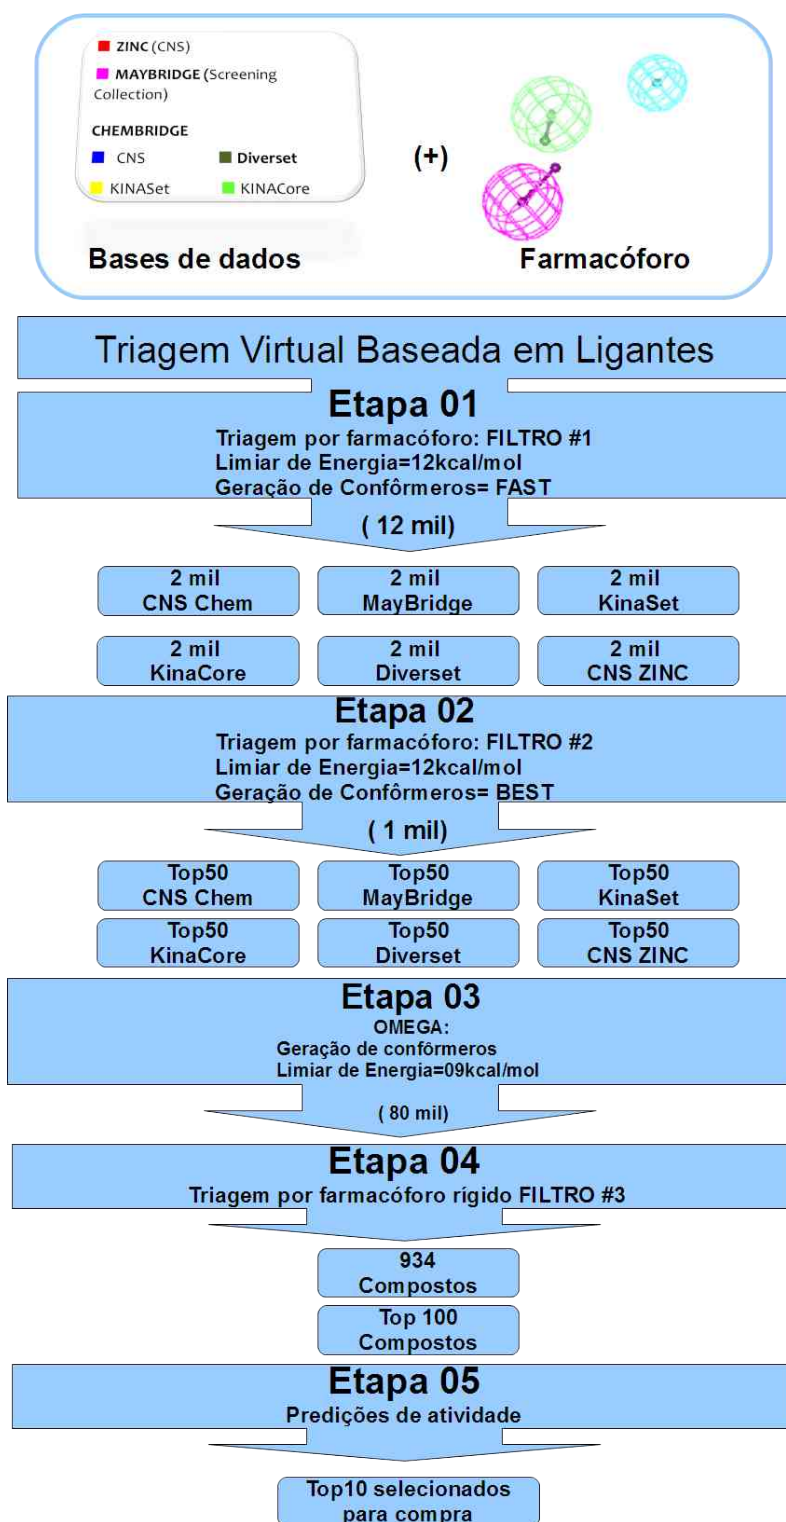 ZINC (CNS)
MAYBRIDGE (Screening
Collection)
CHEMBRIDGE
CNS Diverset
KINASet KINACore
(+)
Bases de dados Farmacóforo
Triagem Virtual Baseada em Ligantes
Etapa 01
Triagem por farmacóforo: FILTRO #1
Limiar de Energia=12kcal/mol
Geração de Confôrmeros= FAST
( 12 mil)
2 mil 2 mil 2 mil
CNS Chem MayBridge KinaSet
2 mil 2 mil 2 mil
KinaCore Diverset CNS ZINC
Etapa 02
Triagem por farmacóforo: FILTRO #2
Limiar de Energia=12kcal/mol
Geração de Confôrmeros= BEST
( 1 mil)
Top50 Top50 Top50
CNS Chem MayBridge KinaSet
Top50 Top50 Top50
KinaCore Diverset CNS ZINC
Etapa 03
OMEGA:
Geração de confôrmeros
Limiar de Energia=09kcal/mol
( 80 mil)
Etapa 04
Triagem por farmacóforo rígido FILTRO #3
934
Compostos
Top 100
Compostos
Etapa 05
Predições de atividade
Top10 selecionados
para compra